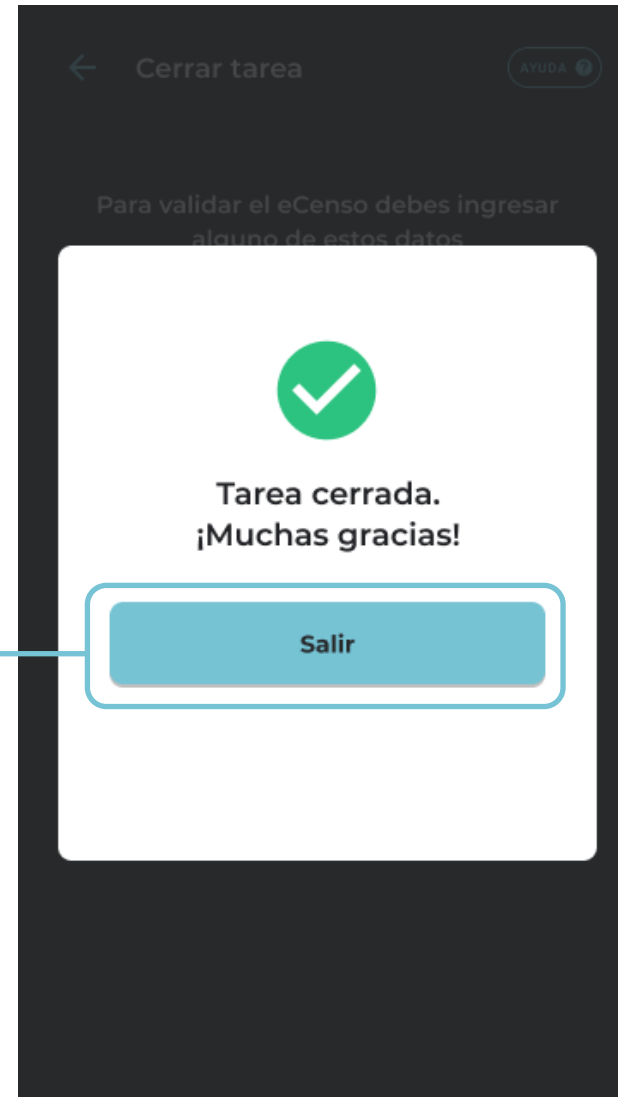 Cerrar tarea
AYUDA ?
Para validar el eCenso debes ingresar
alguno de estos datos
Tarea cerrada.
¡Muchas gracias!
Salir